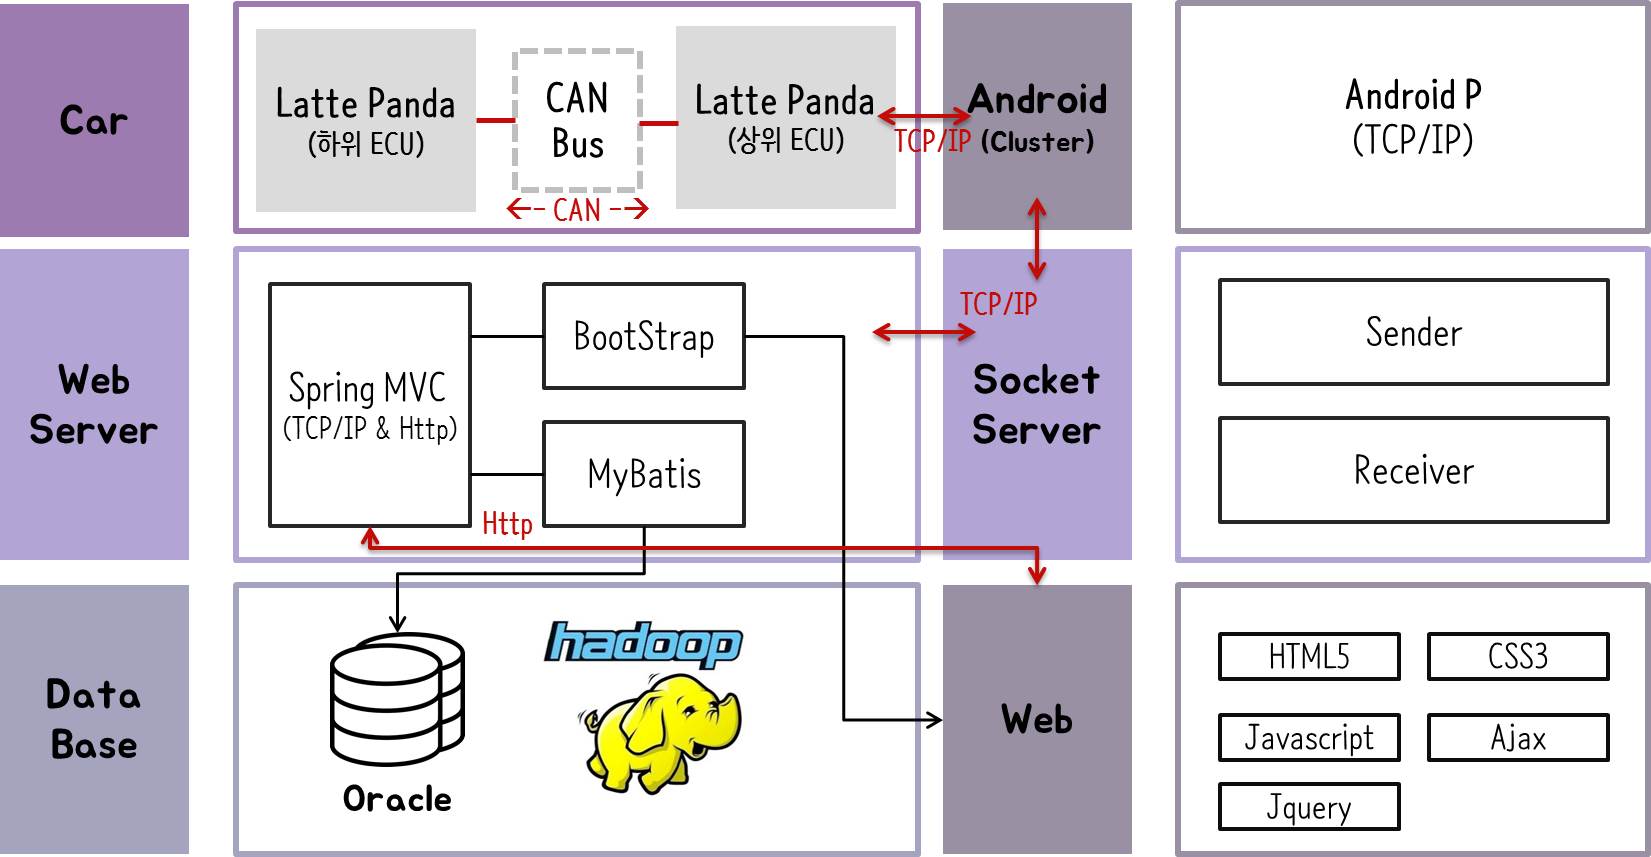 Car
Latte Panda
(하위 ECU)
CAN
Bus
Latte Panda
(상위 ECU)
CAN
TCP/IP
Android
(Cluster)
Android P
(TCP/IP)
Web
Server
Spring MVC
(TCP/IP & Http)
BootStrap
MyBatis
Http
TCP/IP
Socket
Server
Sender
Receiver
Data
Base
Oracle
hadoop
Web
HTML5
CSS3
Javascript
Ajax
Jquery